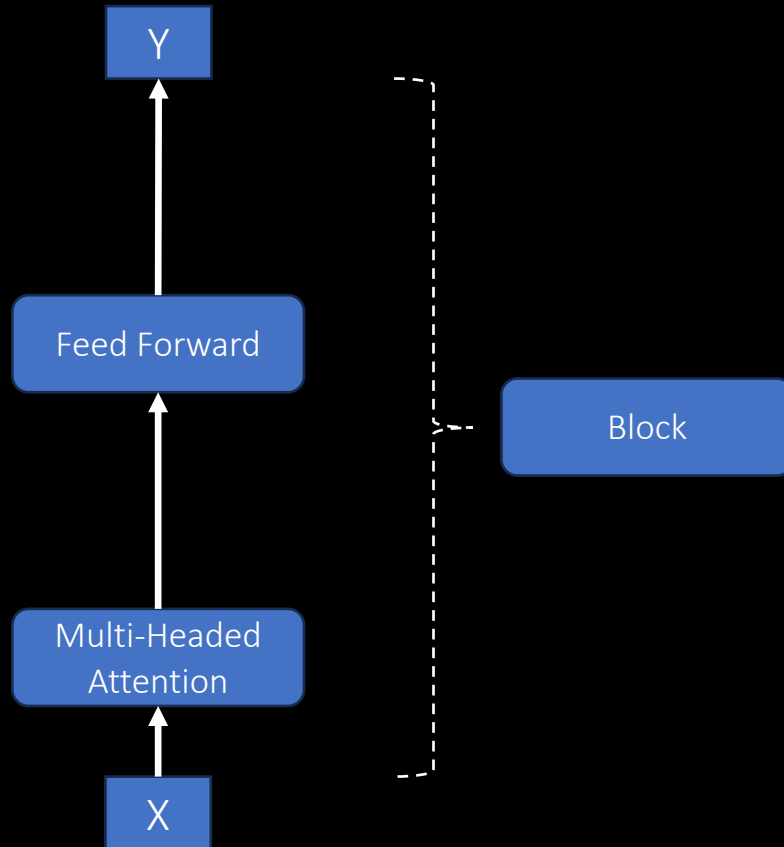 Y
Feed Forward
Block
Multi-Headed
Attention
X